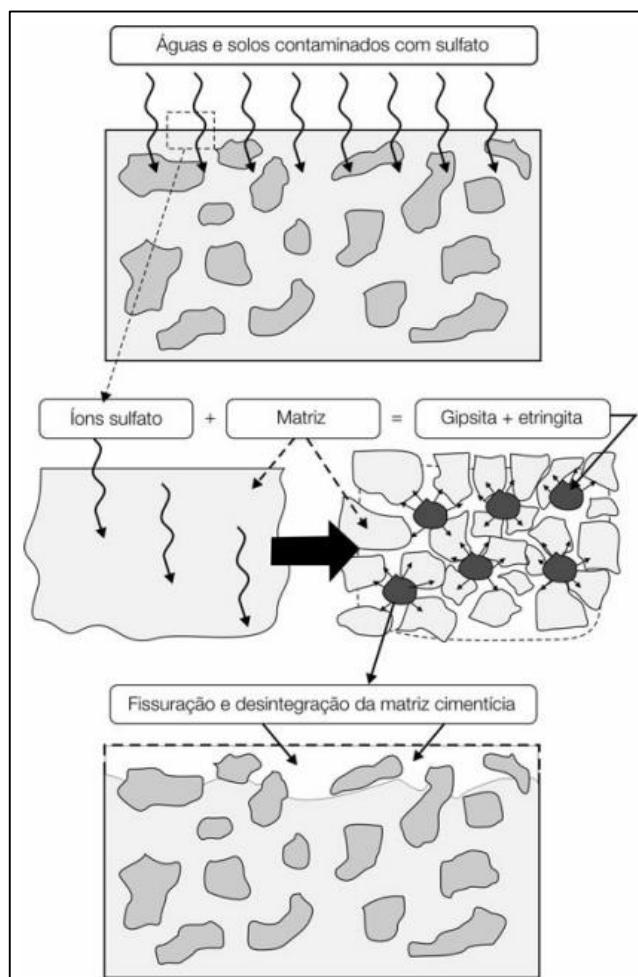 Águas e solos contaminados com sulfato
Íons sulfato + Matriz = Gipsita + etringita
Fissuração e desintegração da matriz cimentícia